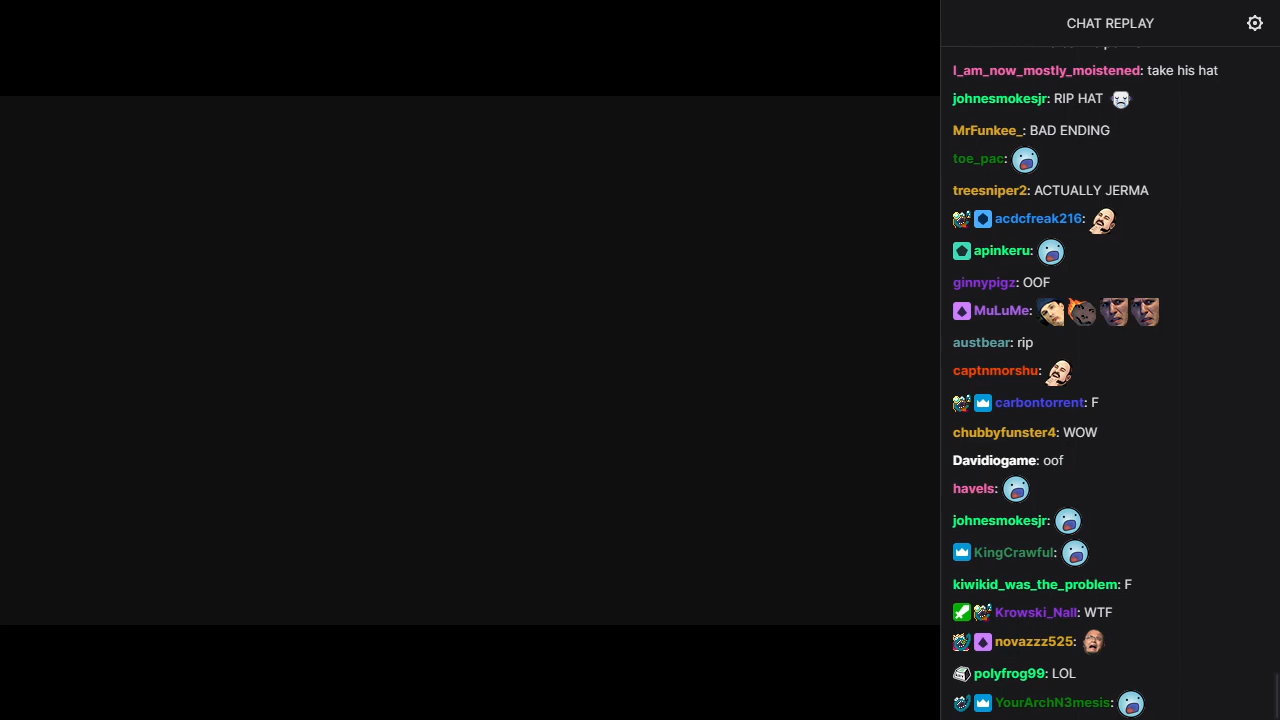 CHAT REPLAY
I_am_now_mostly_moistened: take his hat
johnesmokesjr: RIP HAT
MrFunkee_: BAD ENDING
toe_pac:
treesniper2: ACTUALLY JERMA
acdcfreak216:
apinkeru:
ginnypigz: OOF
MuLuMe:
austbear: rip
captnmorshu:
carbontorrent: F
chubbyfunster4: WOW
Davidiogame: oof
havels:
johnesmokesjr:
KingCrawful:
kiwikid_was_the_problem: F
Krowski_Nall: WTF
novazzz525:
polyfrog99: LOL
YourArchN3mesis: